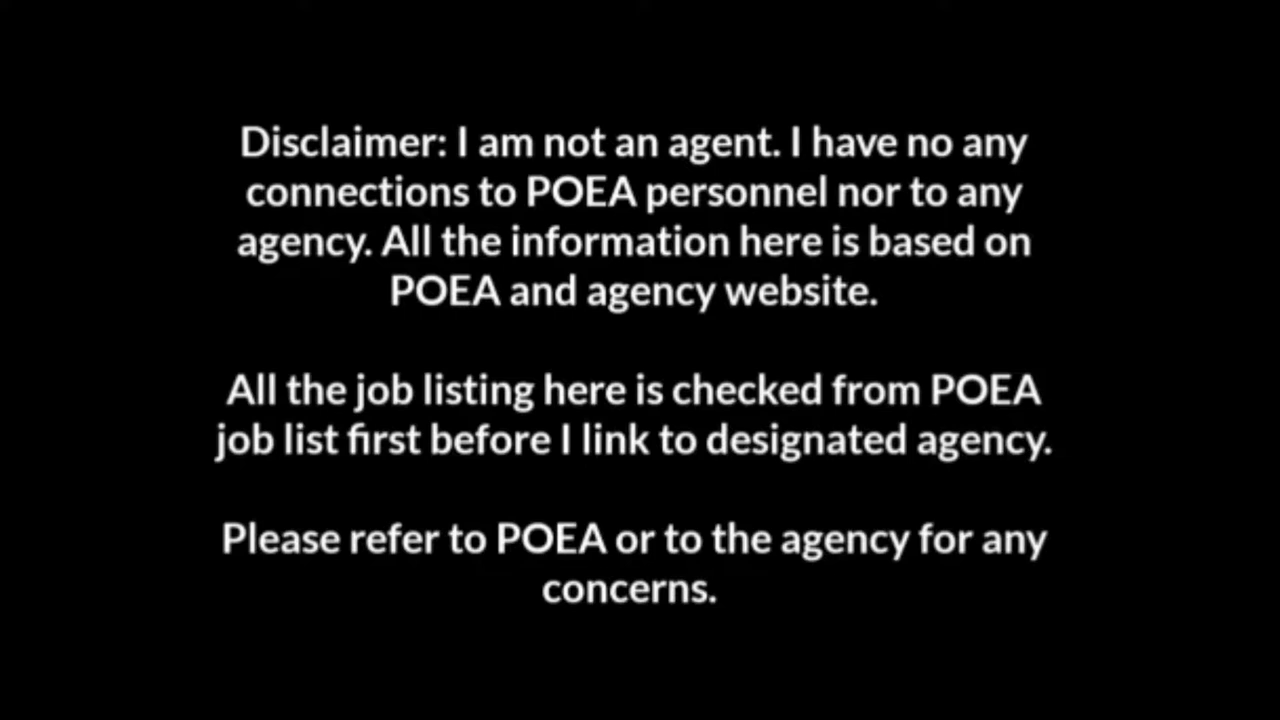 Disclaimer: I am not an agent. I have no any
connections to POEA personnel nor to any
agency. All the information here is based on
POEA and agency website.
All the job listing here is checked from POEA
job list first before I link to designated agency.
Please refer to POEA or to the agency for any
concerns.